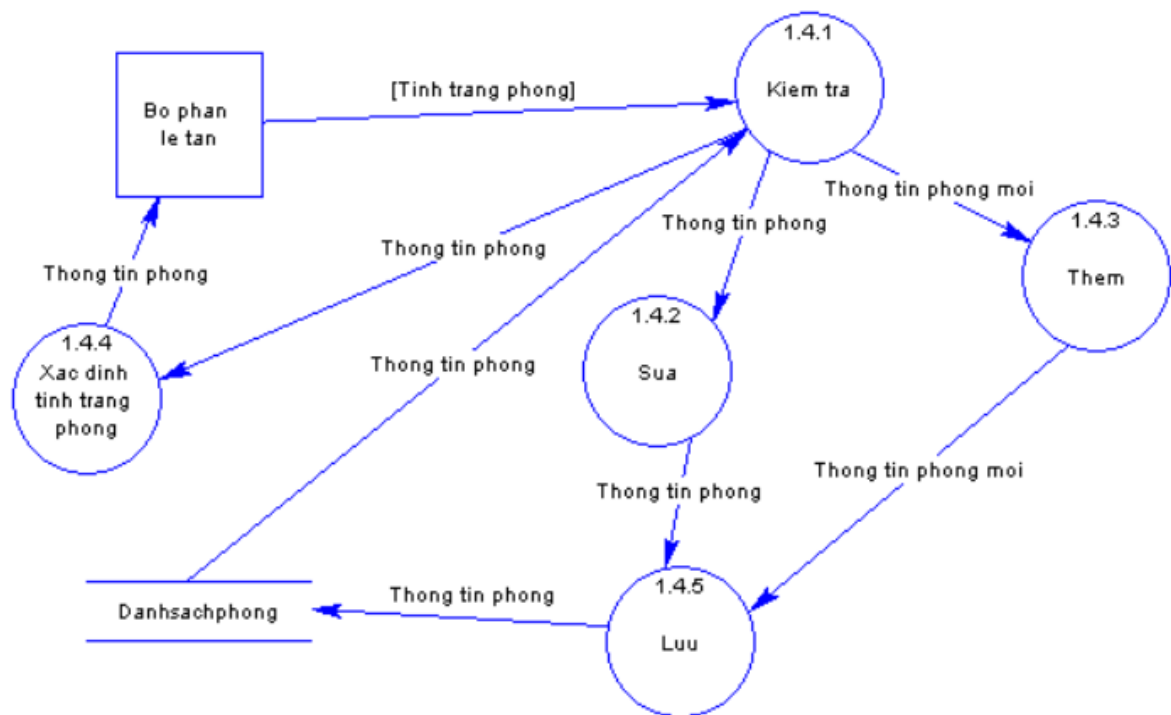 1.4.1
Kiem tra
[Tinh trang phong]
Bo phan
le tan
Thong tin phong moi
Thong tin phong
1.4.3
Them
Thong tin phong
Thong tin phong
1.4.2
Sua
1.4.4
Xac dinh
tinh trang
phong
Thong tin phong
Thong tin phong moi
Thong tin phong
1.4.5
Luu
Thong tin phong
Danhsachphong